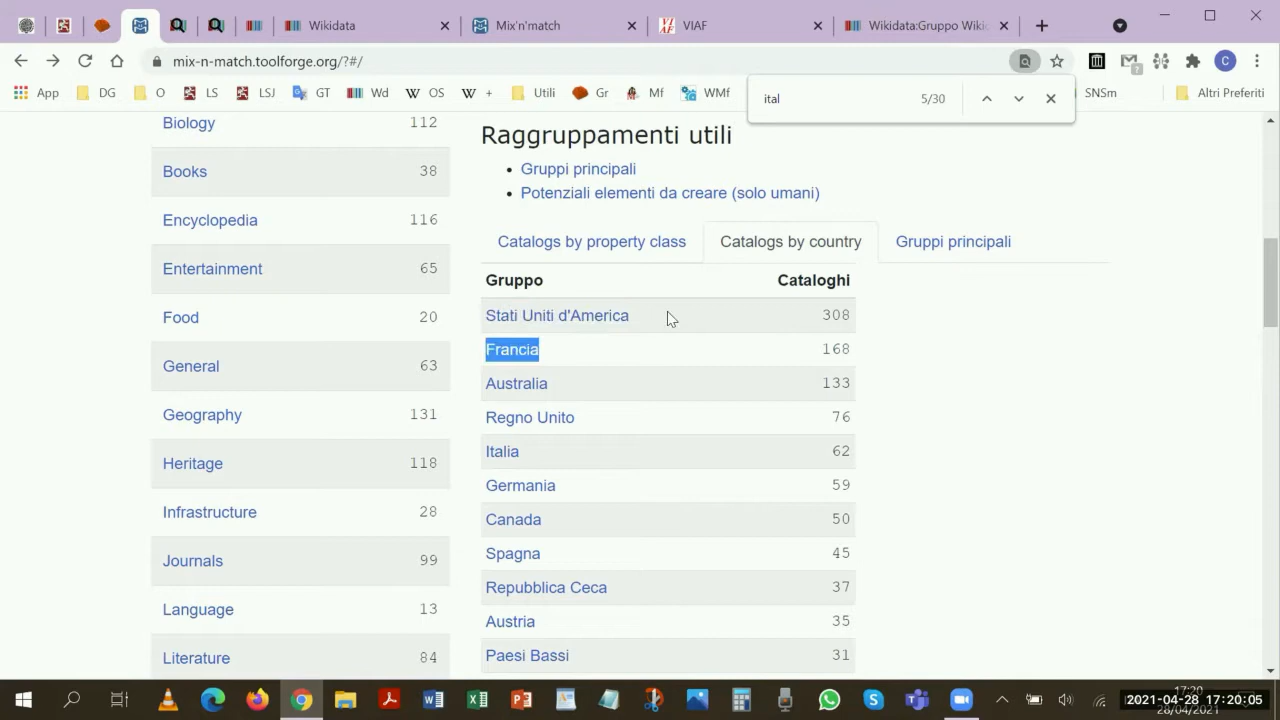 Wikidata
Mix'n'match
VIAF
Wikidata:Gruppo Wiki
mix-n-match.toolforge.org/?#/
C
App
DG
O
LS
LSJ
GT
Wd
OS
+
Utili
Gr
Mf
WMf
SNSm
Altri Preferiti
ital
5/30
Biology 112
Books 38
Encyclopedia 116
Entertainment 65
Food 20
General 63
Geography 131
Heritage 118
Infrastructure 28
Journals 99
Language 13
Literature 84
Raggruppamenti utili
Gruppi principali
Potenziali elementi da creare (solo umani)
Catalogs by property class
Catalogs by country
Gruppi principali
Gruppo Cataloghi
Stati Uniti d'America 308
Francia 168
Australia 133
Regno Unito 76
Italia 62
Germania 59
Canada 50
Spagna 45
Repubblica Ceca 37
Austria 35
Paesi Bassi 31
17:20
28/04/2021
2021-04-28 17:20:05